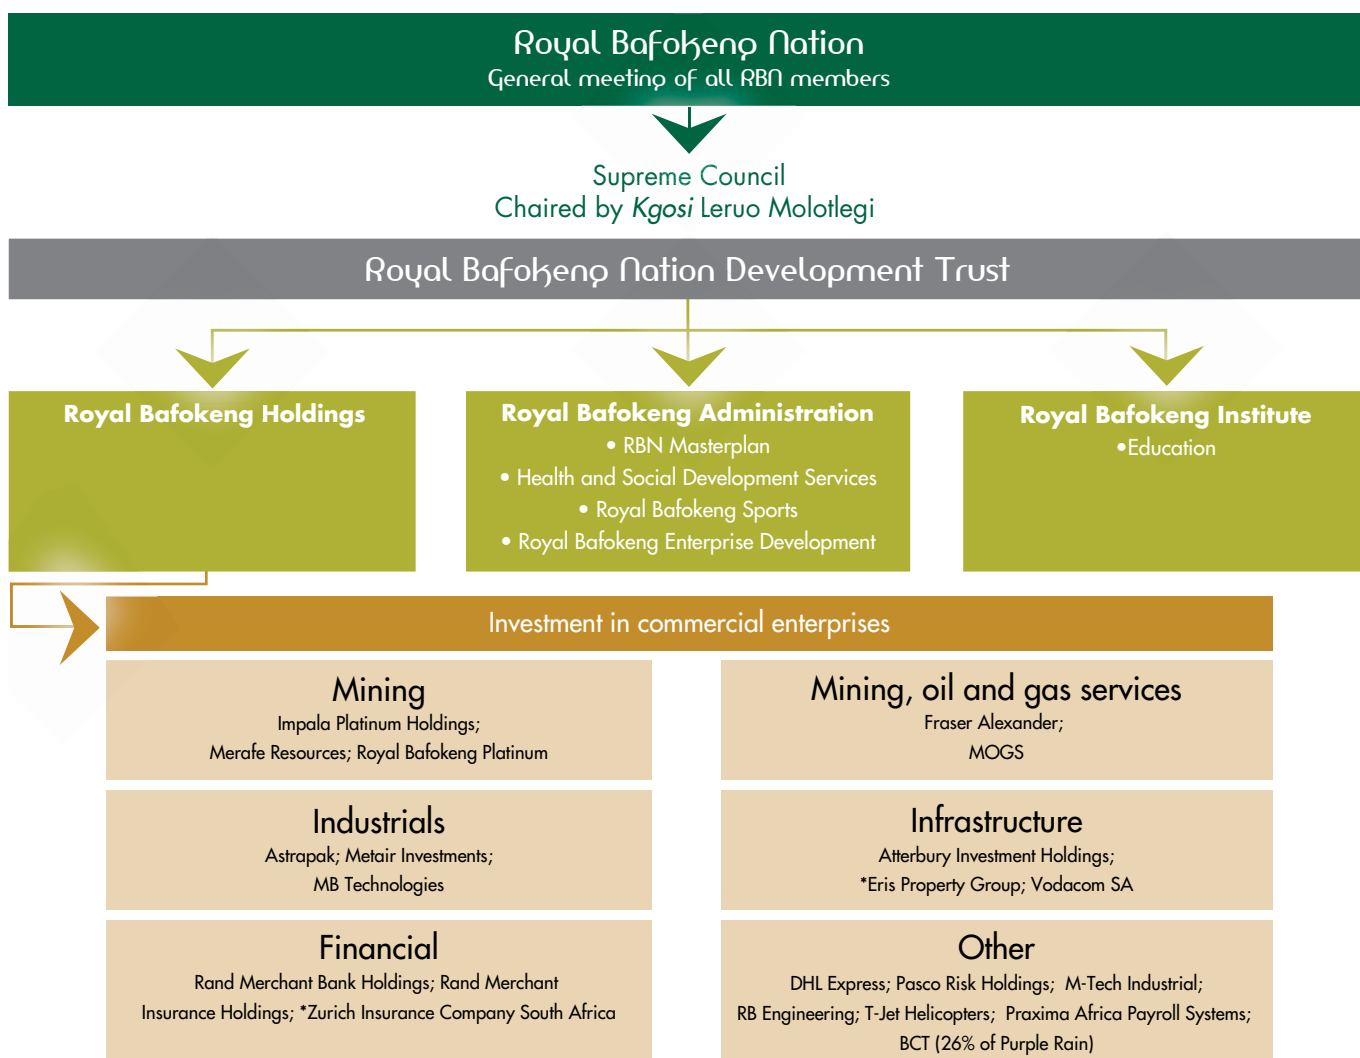 Royal Bafokeng Nation
General meeting of all RBN members
Supreme Council
Chaired by Kgosi Leruo Molotlegi
Royal Bafokeng Nation Development Trust
Royal Bafokeng Holdings
Royal Bafokeng Administration
• RBN Masterplan
• Health and Social Development Services
• Royal Bafokeng Sports
• Royal Bafokeng Enterprise Development
Royal Bafokeng Institute
•Education
Investment in commercial enterprises
Mining
Impala Platinum Holdings;
Merafe Resources; Royal Bafokeng Platinum
Mining, oil and gas services
Fraser Alexander;
MOGS
Industrials
Astrapak; Metair Investments;
MB Technologies
Infrastructure
Atterbury Investment Holdings;
*Eris Property Group; Vodacom SA
Financial
Rand Merchant Bank Holdings; Rand Merchant
Insurance Holdings; *Zurich Insurance Company South Africa
Other
DHL Express; Pasco Risk Holdings; M-Tech Industrial;
RB Engineering; T-Jet Helicopters; Praxima Africa Payroll Systems;
BCT (26% of Purple Rain)